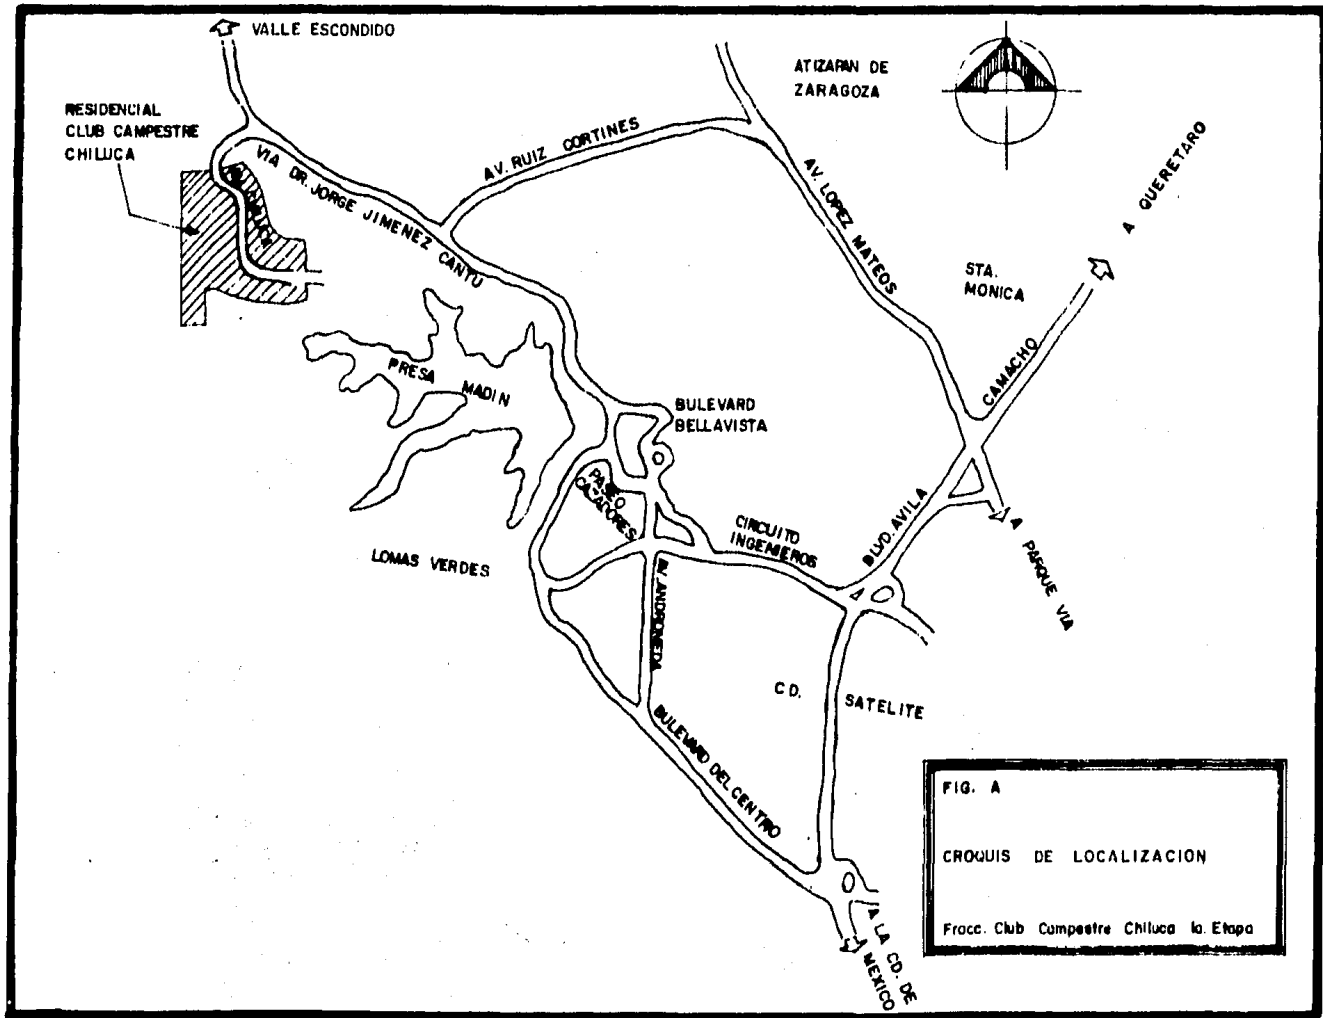 VALLE ESCONDIDO
ATIZAPAN DE
ZARAGOZA
RESIDENCIAL
CLUB CAMPESTRE
CHILUCA
VIA DR. JORGE JIMENEZ CANTU
AV. RUIZ CORTINES
AV. LOPEZ MATEOS
A QUERETARO
STA.
MONICA
CAMACHO
PRESA MADIN
BULEVARD
BELLAVISTA
PASEO
CAZADORES
CIRCUITO
INGENIEROS
BLVD. AVILA
A PARQUE VIA
LOMAS VERDES
AV. ANDROMEDA
CD. SATELITE
BULEVARD DEL CENTRO
A LA CD. DE
MEXICO
FIG. A
CROQUIS DE LOCALIZACION
Fracc. Club Campestre Chiluca 1a. Etapa